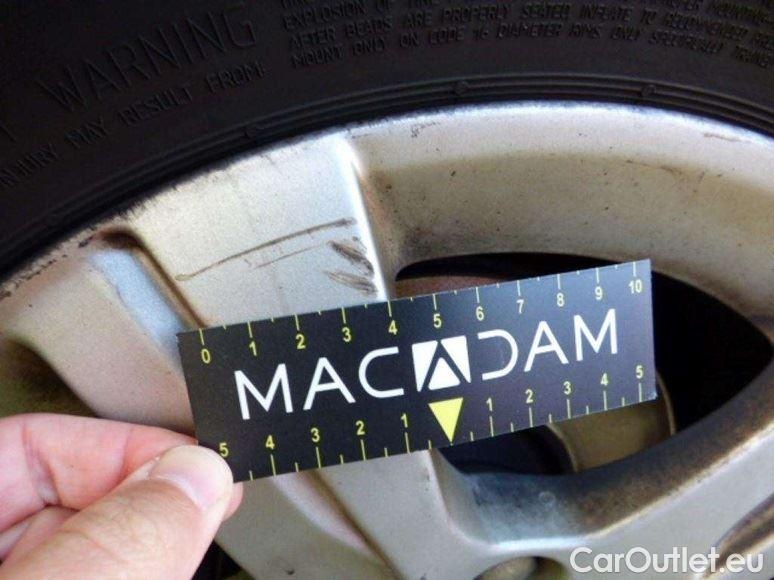 WARNING
INJURY MAY RESULT FROM:
EXPLOSION OF TIRE
AFTER BEADS ARE PROPERLY SEATED, INFLATE TO RECOMMENDED
MOUNT ONLY ON CODE 16 DIAMETER RIMS ONLY SPECIALLY
0 1 2 3 4 5 6 7 8 9 10
MACADAM
5 4 3 2 1 1 2 3 4 5
CarOutlet.eu